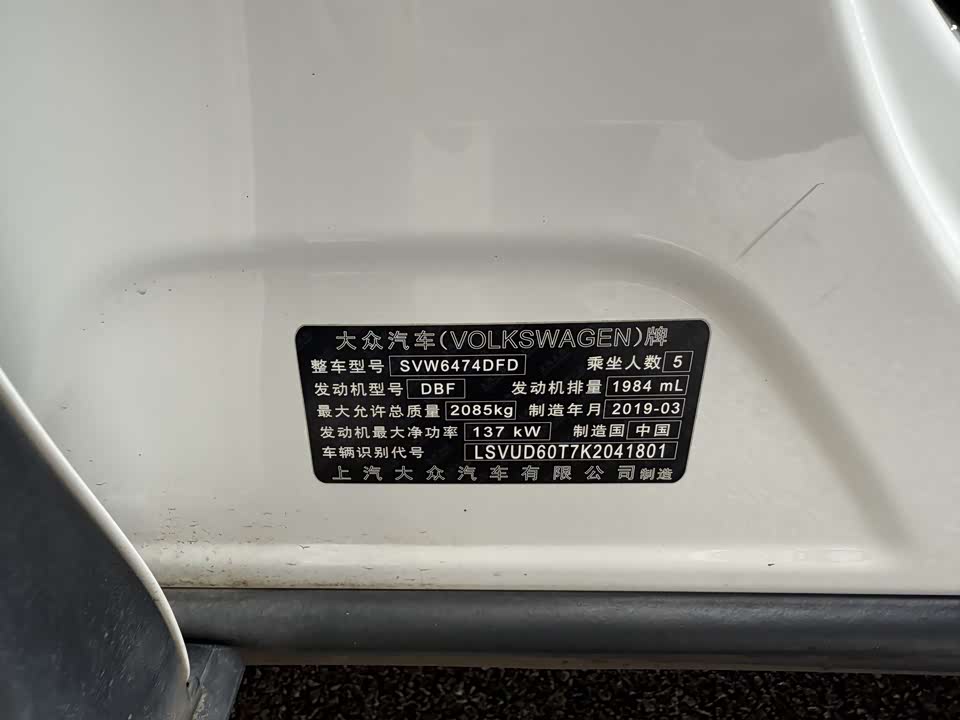 大众汽车(VOLKSWAGEN)牌
整车型号 SVW6474DFD 乘坐人数 5
发动机型号 DBF 发动机排量 1984 mL
最大允许总质量 2085kg 制造年月 2019-03
发动机最大净功率 137 kW 制造国 中国
车辆识别代号 LSVUD60T7K2041801
上汽大众汽车有限公司制造